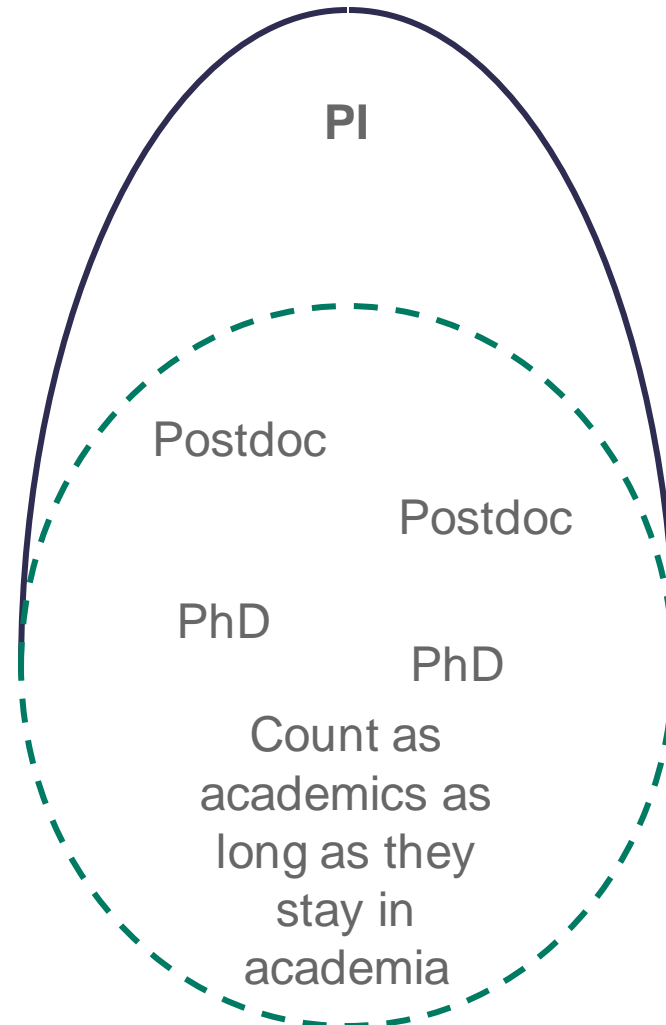 PI
Postdoc
Postdoc
PhD
PhD
Count as
academics as
long as they
stay in
academia